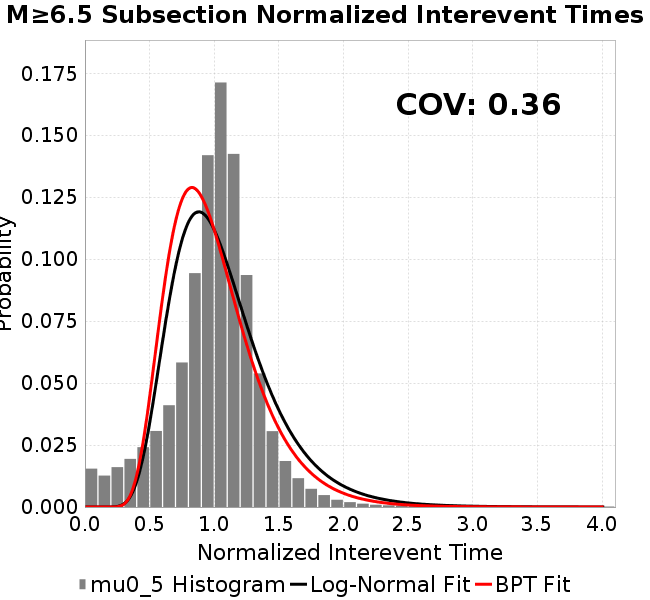 M≥6.5 Subsection Normalized Interevent Times
COV: 0.36
Probability
0.175
0.150
0.125
0.100
0.075
0.050
0.025
0.000
0.0 0.5 1.0 1.5 2.0 2.5 3.0 3.5 4.0
Normalized Interevent Time
mu0_5 Histogram Log-Normal Fit BPT Fit